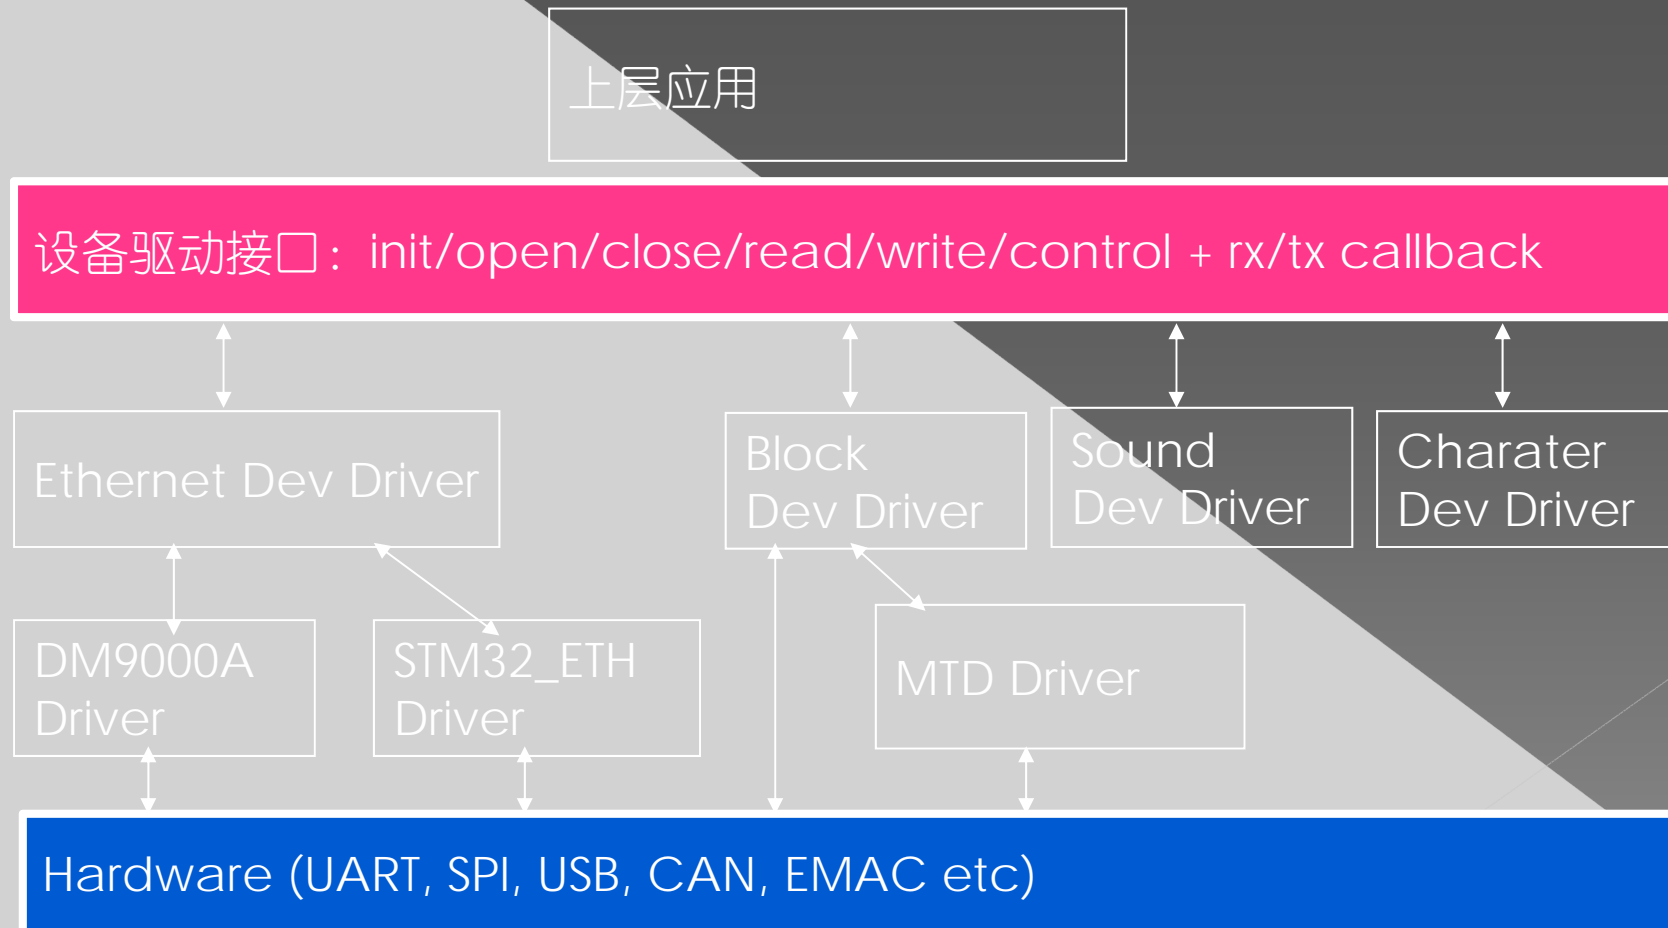 上层应用
设备驱动接口：init/open/close/read/write/control + rx/tx callback
Ethernet Dev Driver
Block
Dev Driver
Sound
Dev Driver
Charater
Dev Driver
DM9000A
Driver
STM32_ETH
Driver
MTD Driver
Hardware (UART, SPI, USB, CAN, EMAC etc)